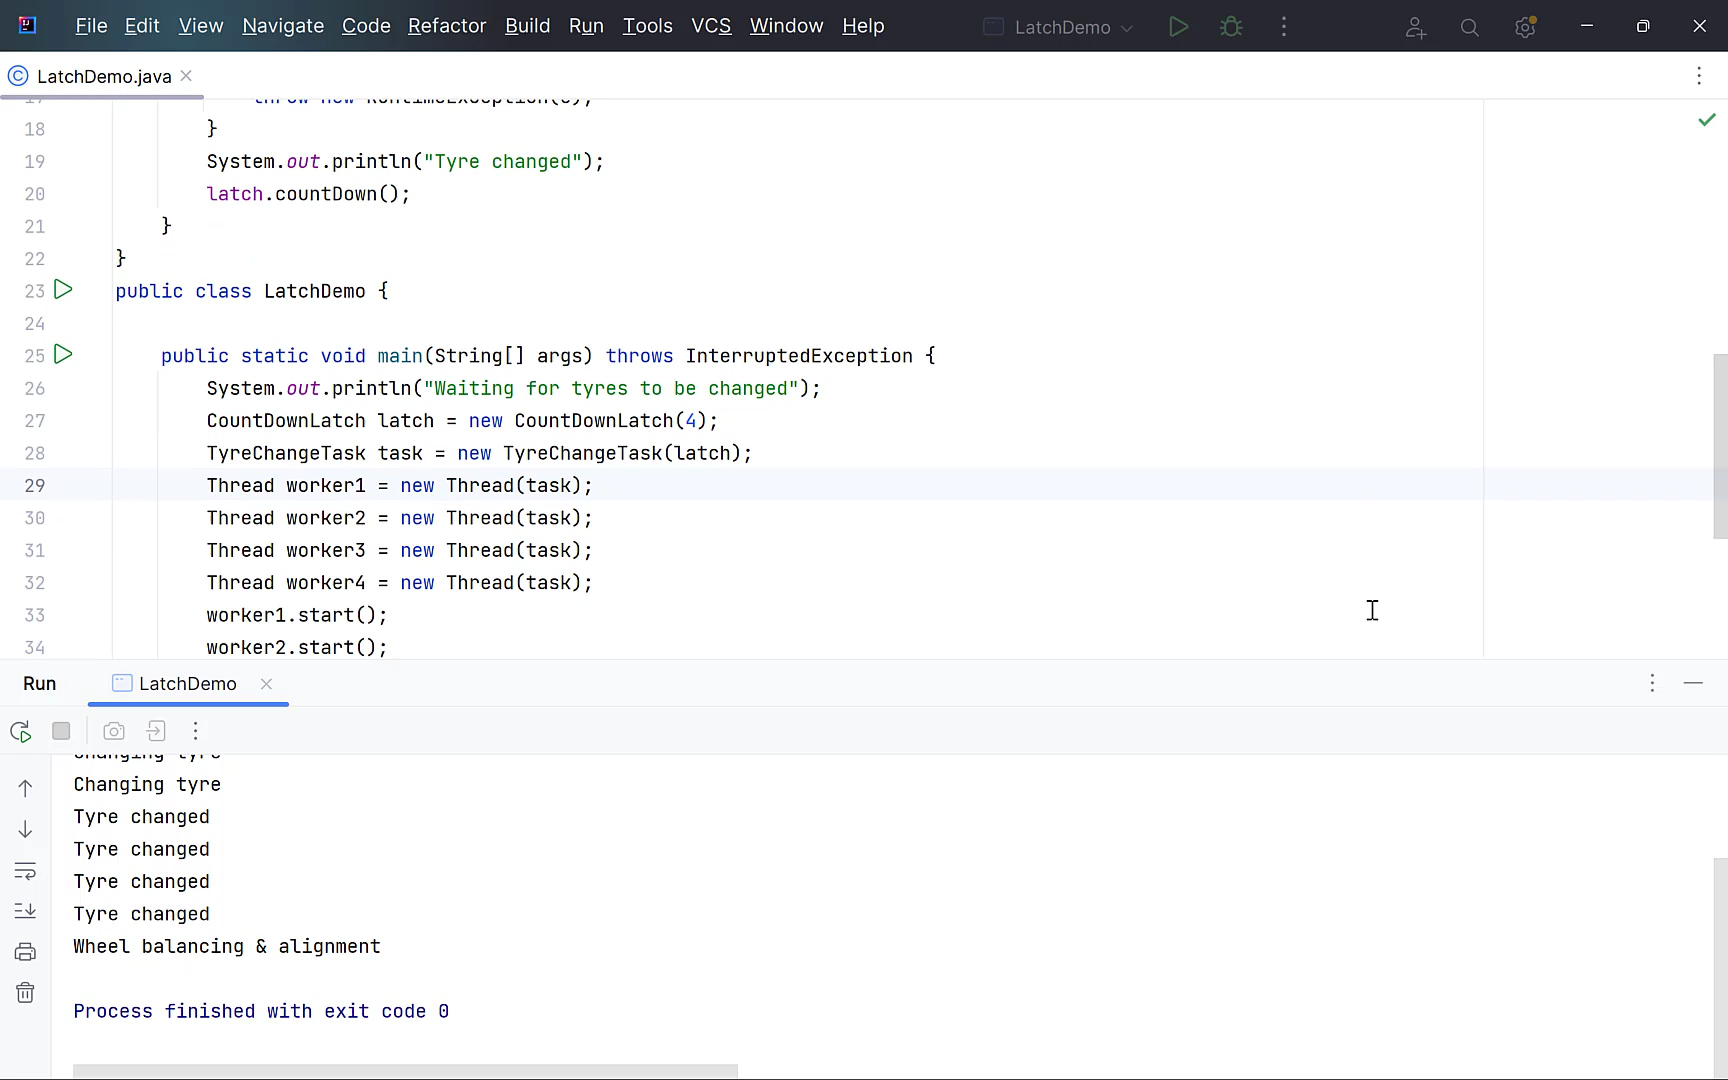 File Edit View Navigate Code Refactor Build Run Tools VCS Window Help LatchDemo
LatchDemo.java
17 throw new RuntimeException(e);
18 }
19 System.out.println("Tyre changed");
20 latch.countDown();
21 }
22 }
23 public class LatchDemo {
24
25 public static void main(String[] args) throws InterruptedException {
26 System.out.println("Waiting for tyres to be changed");
27 CountDownLatch latch = new CountDownLatch(4);
28 TyreChangeTask task = new TyreChangeTask(latch);
29 Thread worker1 = new Thread(task);
30 Thread worker2 = new Thread(task);
31 Thread worker3 = new Thread(task);
32 Thread worker4 = new Thread(task);
33 worker1.start();
34 worker2.start();
Run LatchDemo
Changing tyre
Changing tyre
Tyre changed
Tyre changed
Tyre changed
Tyre changed
Wheel balancing & alignment
Process finished with exit code 0